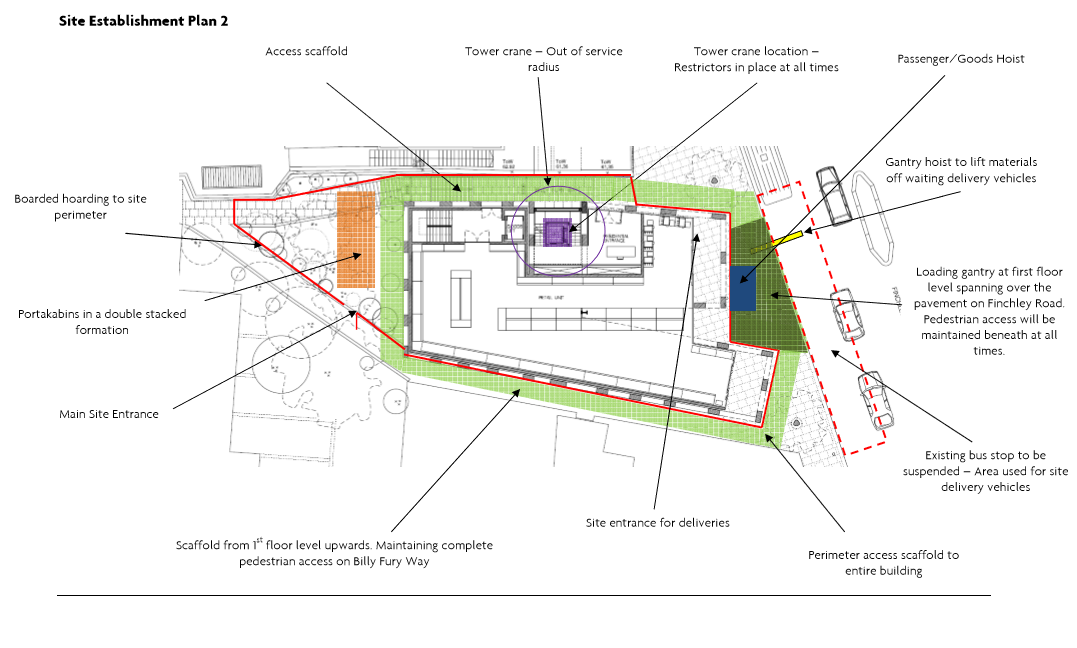 Site Establishment Plan 2
Access scaffold
Tower crane – Out of service
radius
Tower crane location –
Restrictors in place at all times
Passenger/Goods Hoist
Gantry hoist to lift materials
off waiting delivery vehicles
Boarded hoarding to site
perimeter
Loading gantry at first floor
level spanning over the
pavement on Finchley Road.
Pedestrian access will be
maintained beneath at all
times.
Portakabins in a double stacked
formation
RETAIL UNIT
Main Site Entrance
Existing bus stop to be
suspended – Area used for site
delivery vehicles
Site entrance for deliveries
Scaffold from 1st floor level upwards. Maintaining complete
pedestrian access on Billy Fury Way
Perimeter access scaffold to
entire building